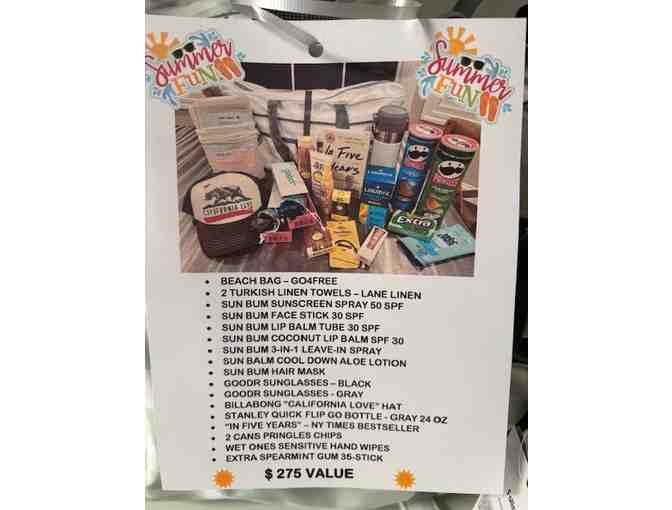 Summer
FUN
Summer
FUN
In Five
Years
Extra
• BEACH BAG – GO4FREE
• 2 TURKISH LINEN TOWELS – LANE LINEN
• SUN BUM SUNSCREEN SPRAY 50 SPF
• SUN BUM FACE STICK 30 SPF
• SUN BUM LIP BALM TUBE 30 SPF
• SUN BUM COCONUT LIP BALM SPF 30
• SUN BUM 3-IN-1 LEAVE-IN SPRAY
• SUN BALM COOL DOWN ALOE LOTION
• SUN BUM HAIR MASK
• GOODR SUNGLASSES – BLACK
• GOODR SUNGLASSES - GRAY
• BILLABONG "CALIFORNIA LOVE" HAT
• STANLEY QUICK FLIP GO BOTTLE - GRAY 24 OZ
• "IN FIVE YEARS" – NY TIMES BESTSELLER
• 2 CANS PRINGLES CHIPS
• WET ONES SENSITIVE HAND WIPES
• EXTRA SPEARMINT GUM 35-STICK
$ 275 VALUE